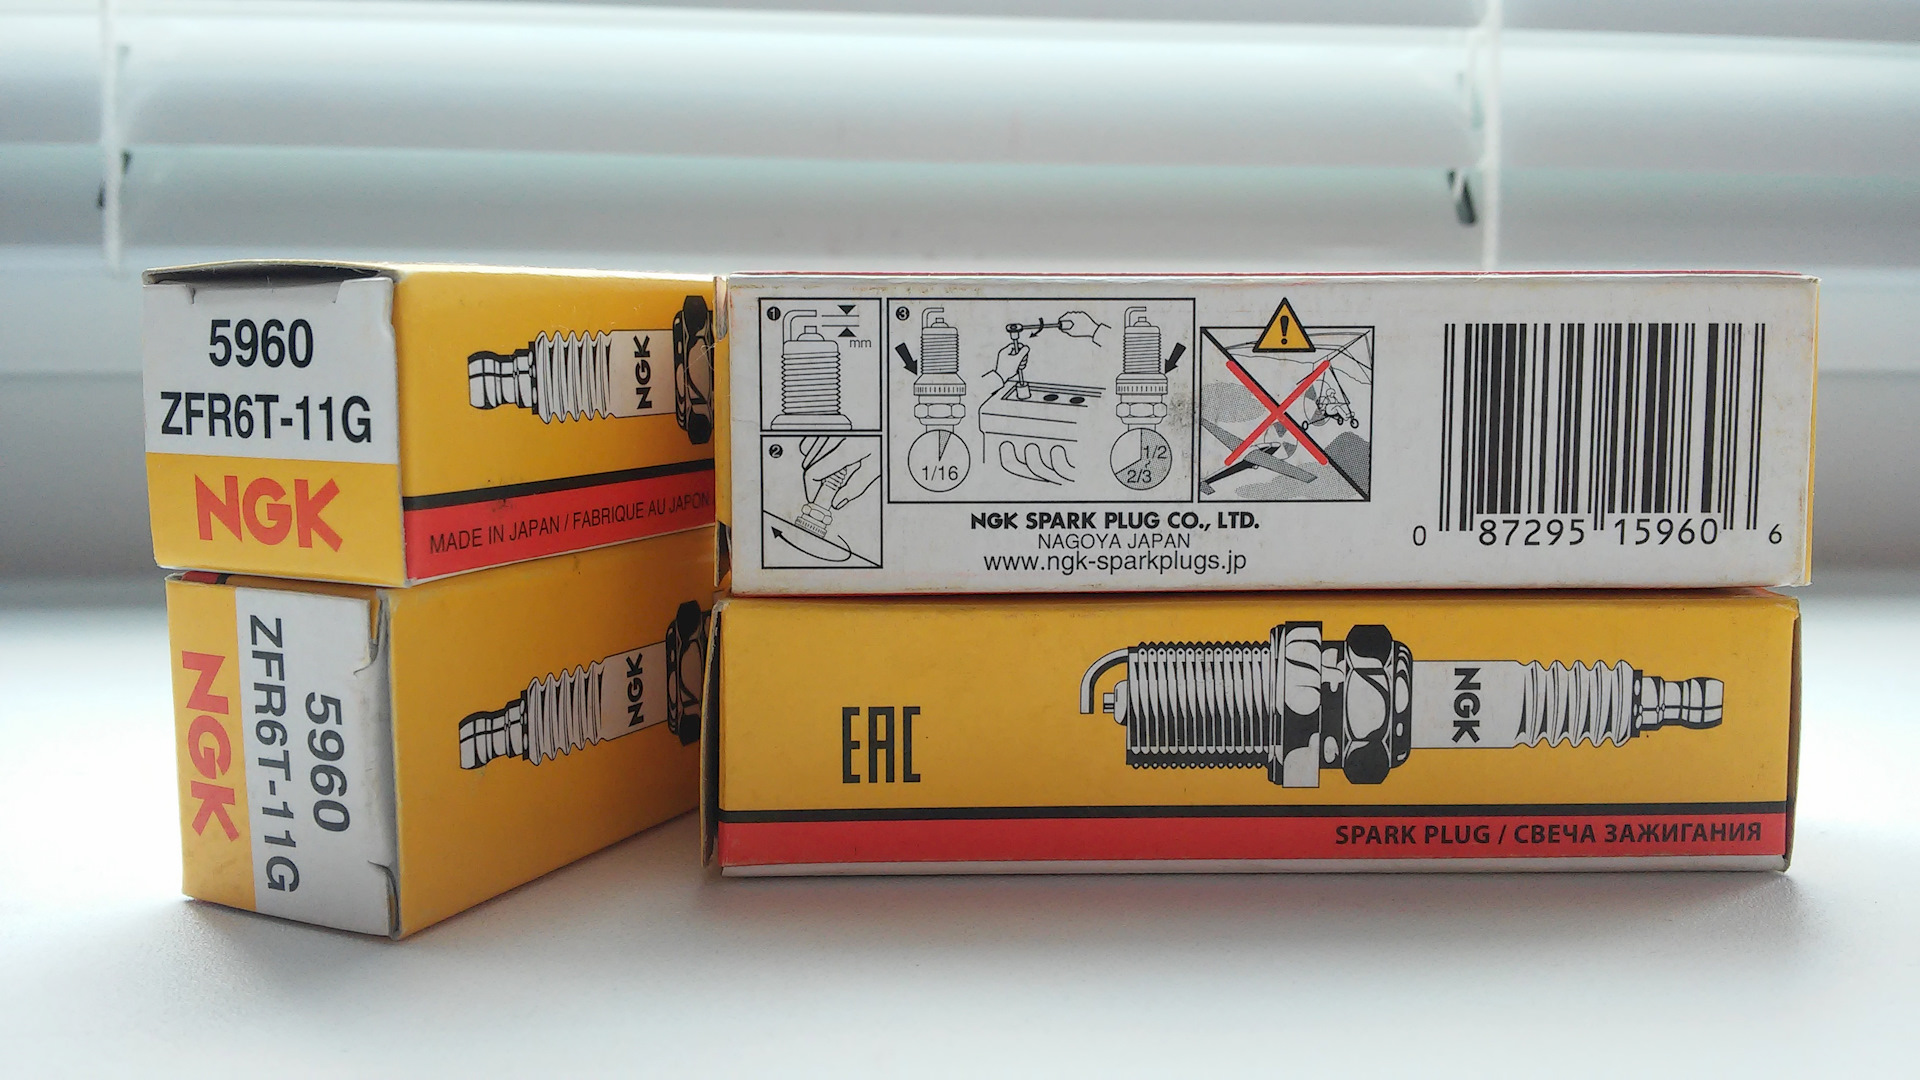 5960
ZFR6T-11G
NGK
NGK
MADE IN JAPAN / FABRIQUE AU JAPON
NGK
ZFR6T-11G
5960
NGK
1
mm
2
3
1/16
1/2
2/3
NGK SPARK PLUG CO., LTD.
NAGOYA JAPAN
www.ngk-sparkplugs.jp
0 87295 15960 6
EAC
NGK
SPARK PLUG / СВЕЧА ЗАЖИГАНИЯ